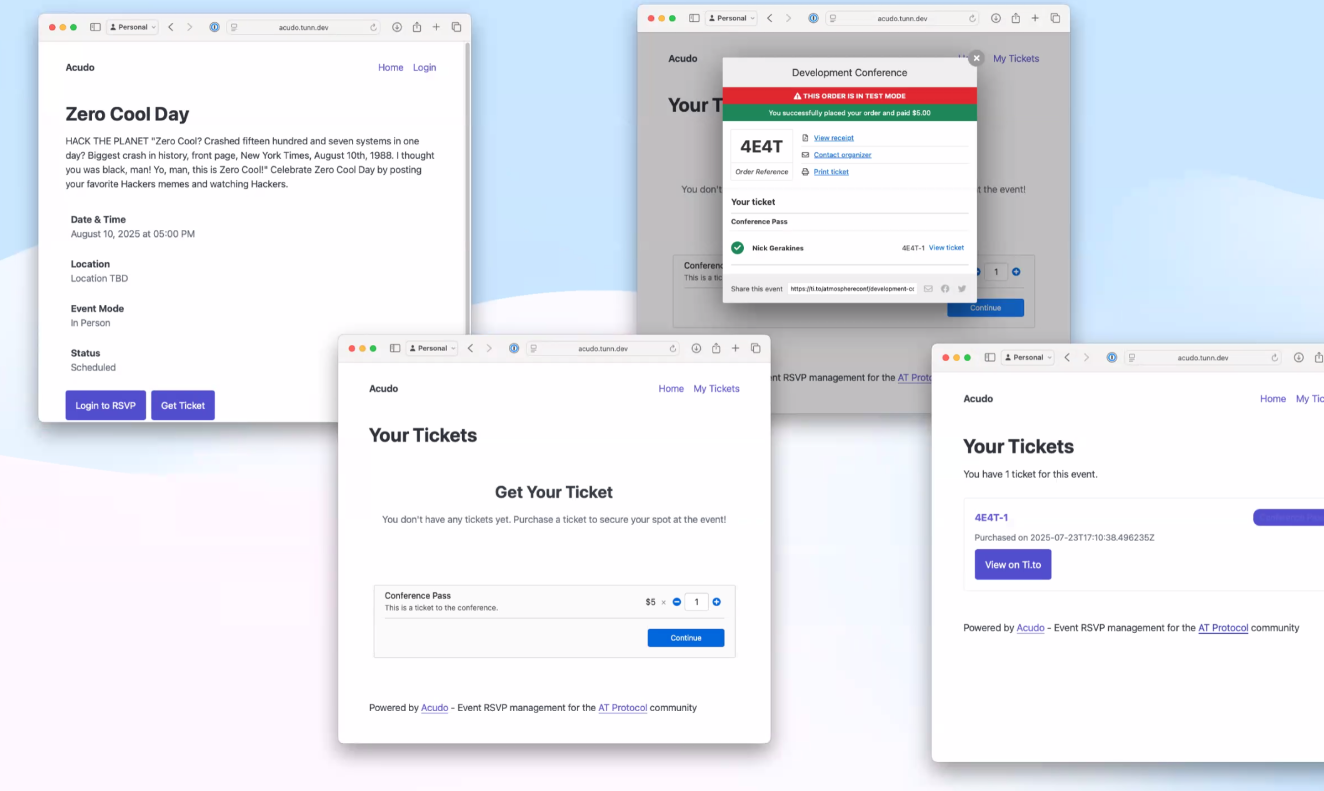 Personal
acudo.tunn.dev
Acudo
Home Login
Zero Cool Day
HACK THE PLANET "Zero Cool? Crashed fifteen hundred and seven systems in one
day? Biggest crash in history, front page, New York Times, August 10th, 1988. I thought
you was black, man! Yo, man, this is Zero Cool!" Celebrate Zero Cool Day by posting
your favorite Hackers memes and watching Hackers.
Date & Time
August 10, 2025 at 05:00 PM
Location
Location TBD
Event Mode
In Person
Status
Scheduled
Login to RSVP Get Ticket
Personal
acudo.tunn.dev
Acudo
My Tickets
Your T
You don't
t the event!
Conferenc
This is a tic
1
Continue
nt RSVP management for the AT Proto
Development Conference
THIS ORDER IS IN TEST MODE
You successfully placed your order and paid $5.00
4E4T
Order Reference
View receipt
Contact organizer
Print ticket
Your ticket
Conference Pass
Nick Gerakines 4E4T-1 View ticket
Share this event https://ti.to/atmosphereconf/development-co
Personal
acudo.tunn.dev
Acudo
Home My Tickets
Your Tickets
Get Your Ticket
You don't have any tickets yet. Purchase a ticket to secure your spot at the event!
Conference Pass
This is a ticket to the conference.
$5 × 1
Continue
Powered by Acudo - Event RSVP management for the AT Protocol community
Personal
acudo.tunn.dev
Acudo
Home My Tic
Your Tickets
You have 1 ticket for this event.
4E4T-1
Purchased on 2025-07-23T17:10:38.496235Z
View on Ti.to
Powered by Acudo - Event RSVP management for the AT Protocol community